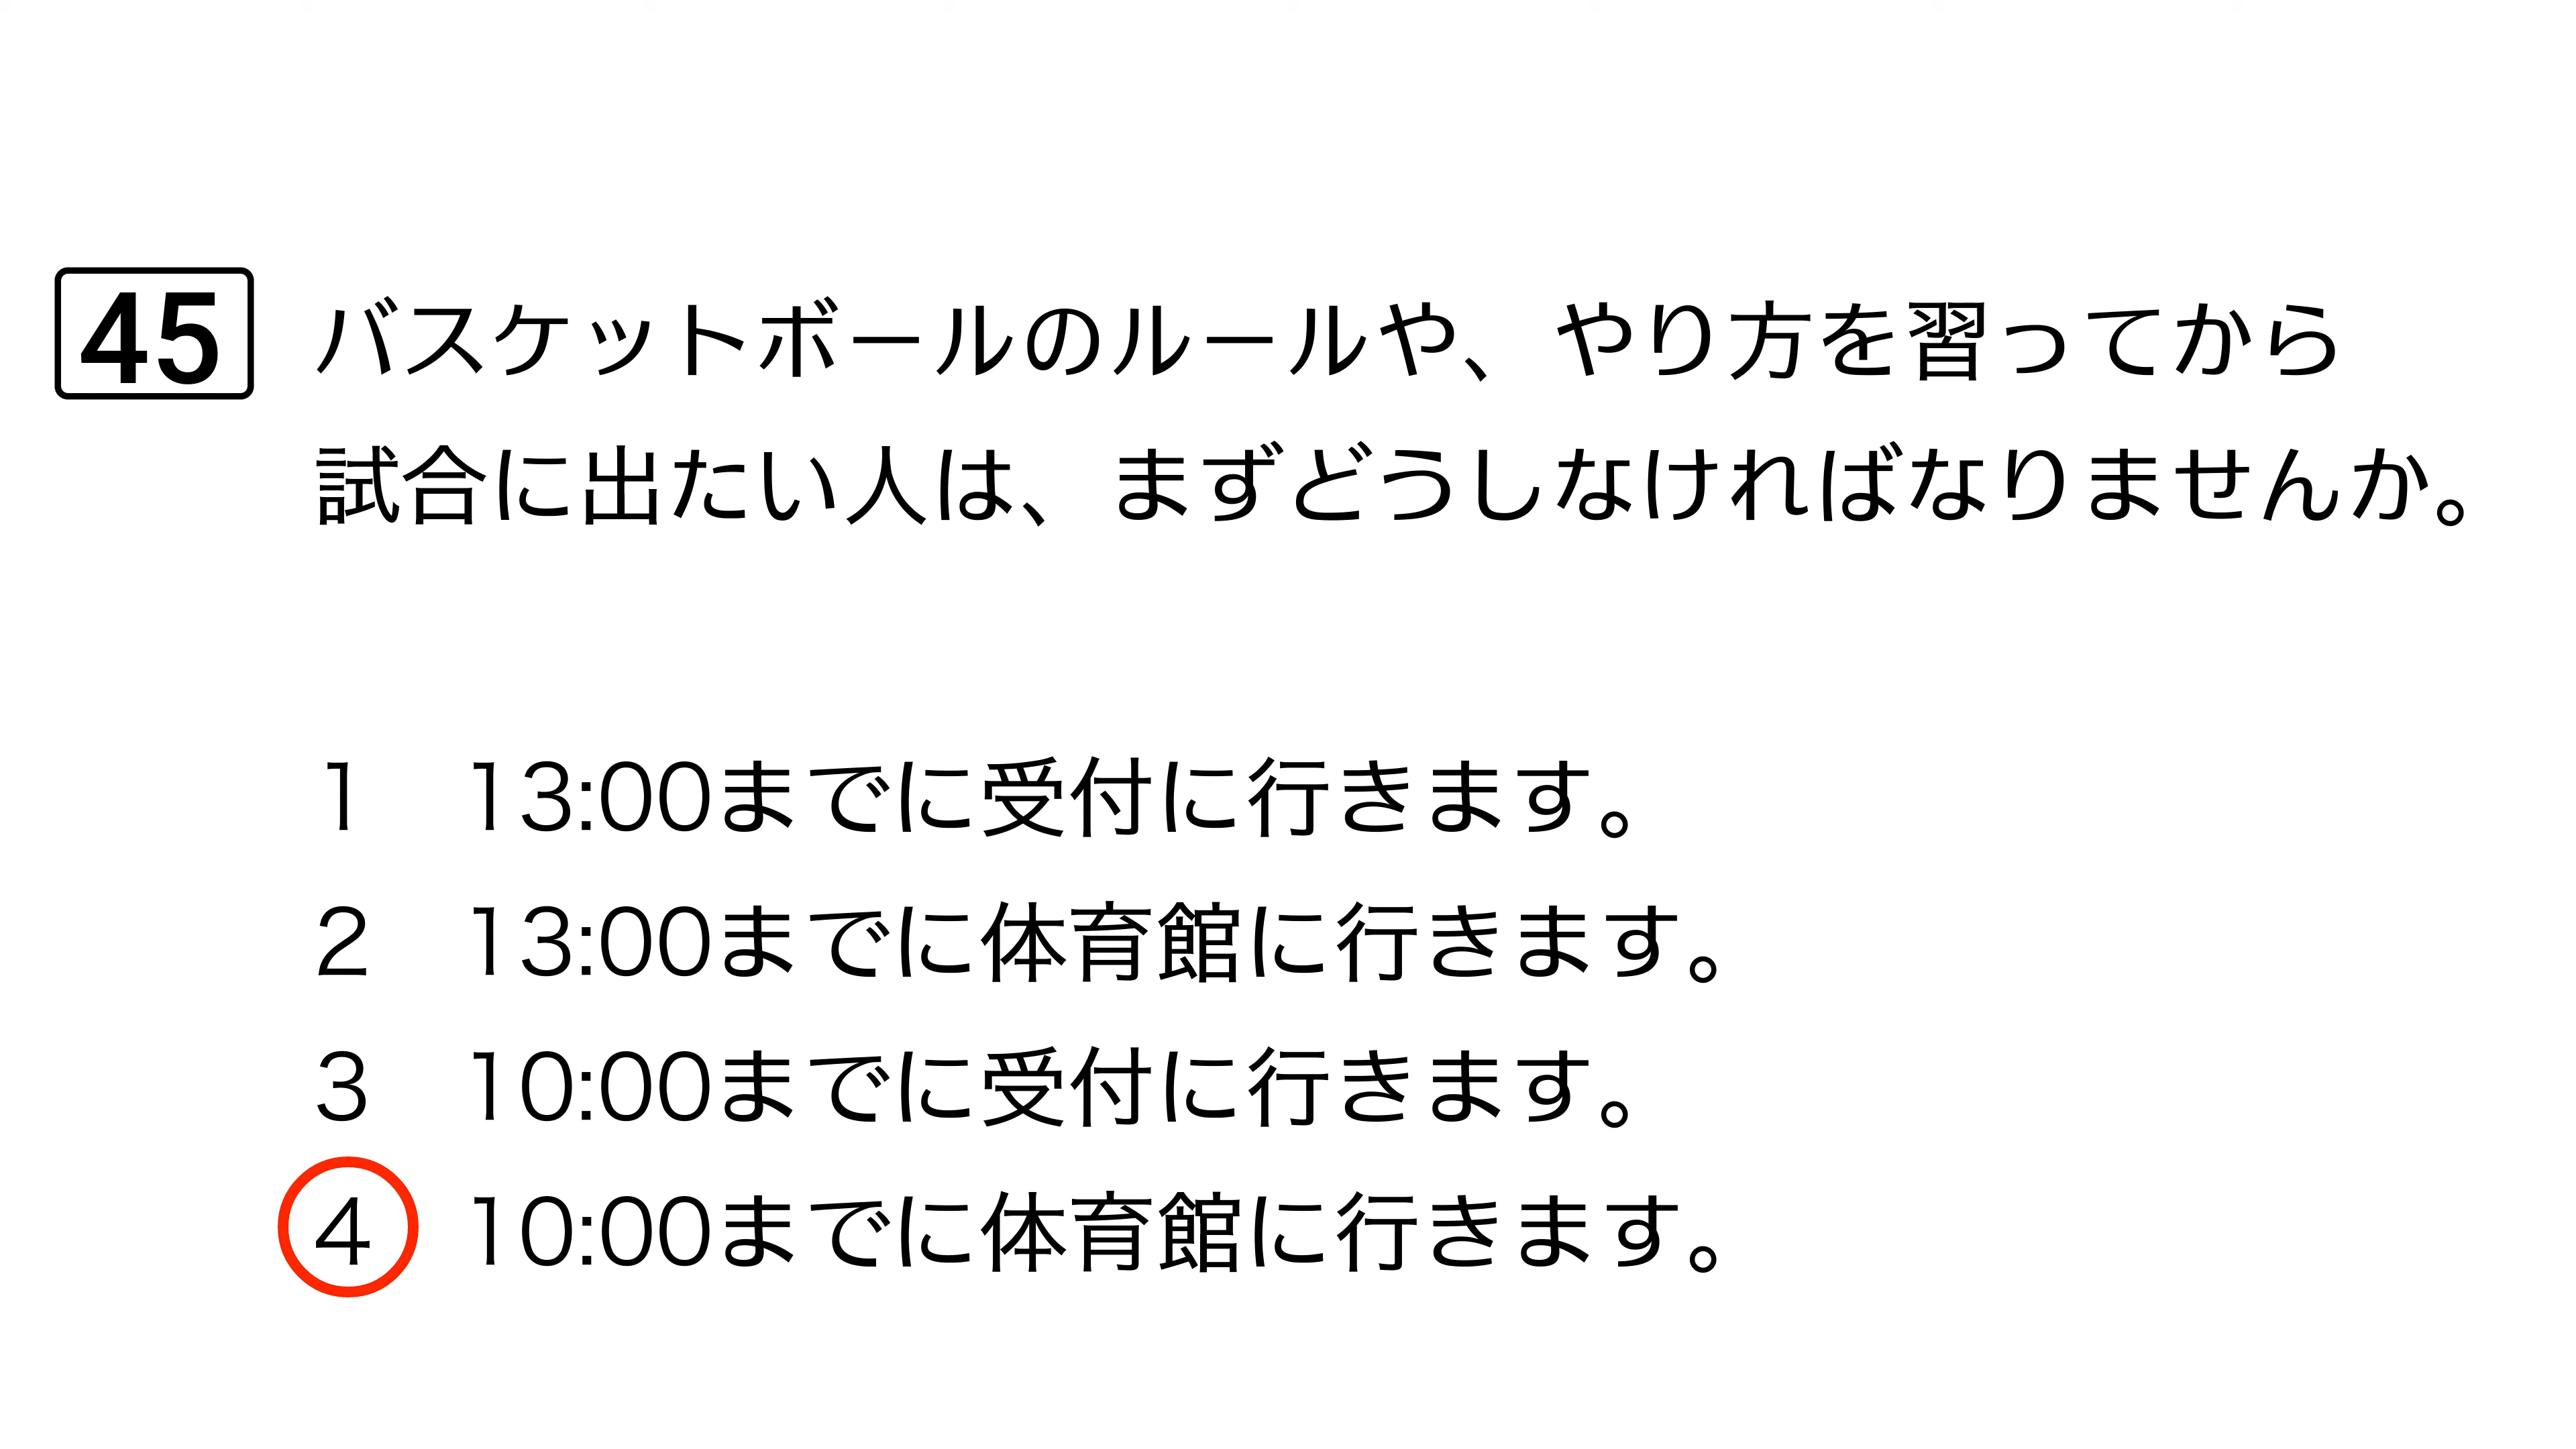 45 バスケットボールのルールや、やり方を習ってから
試合に出たい人は、まずどうしなければなりませんか。
1 13:00までに受付に行きます。
2 13:00までに体育館に行きます。
3 10:00までに受付に行きます。
4 10:00までに体育館に行きます。